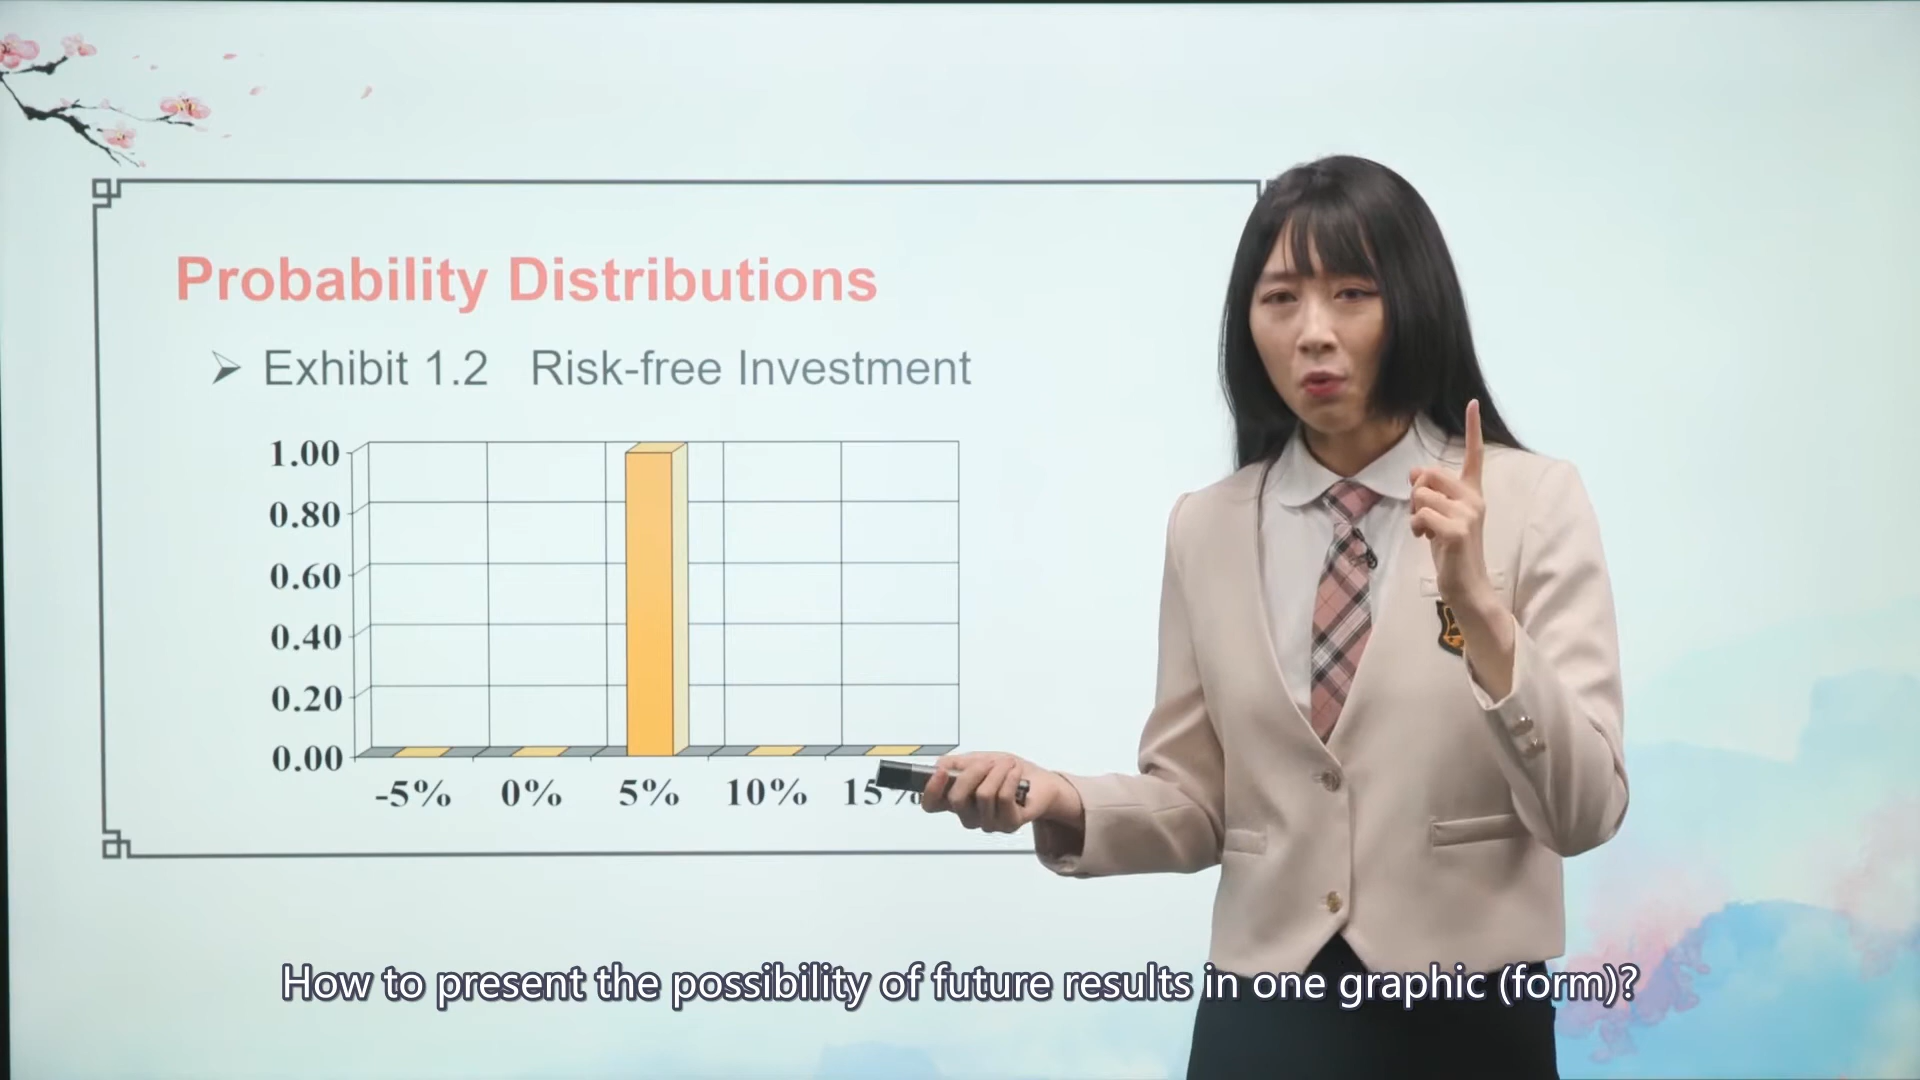 Probability Distributions
Exhibit 1.2 Risk-free Investment
1.00
0.80
0.60
0.40
0.20
0.00
-5% 0% 5% 10% 15%
How to present the possibility of future results in one graphic (form)?